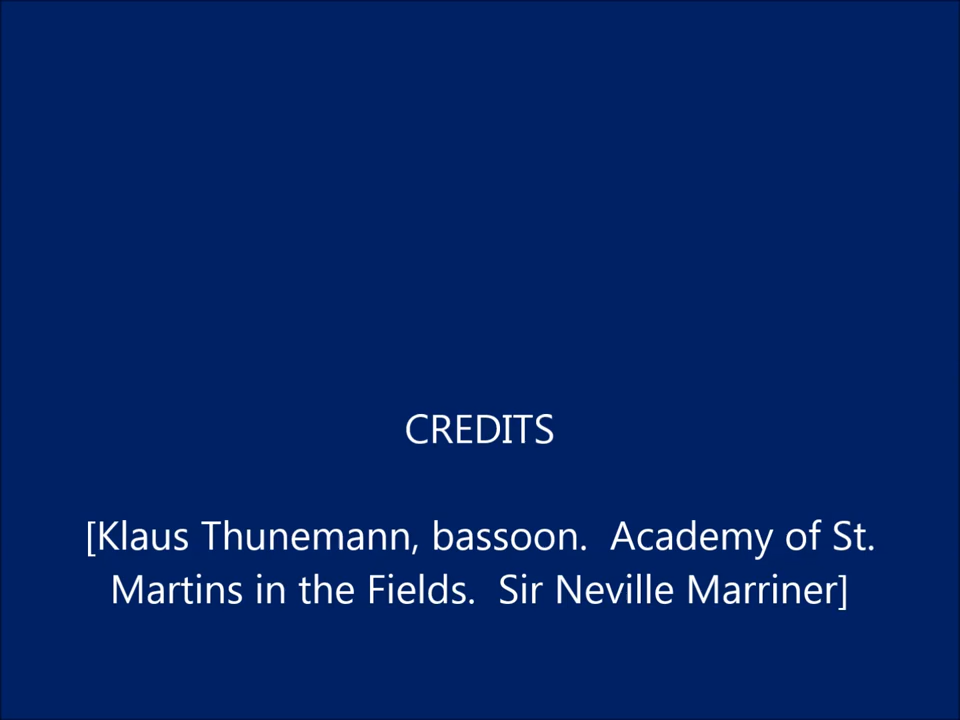 CREDITS
[Klaus Thunemann, bassoon.  Academy of St.
Martins in the Fields.  Sir Neville Marriner]